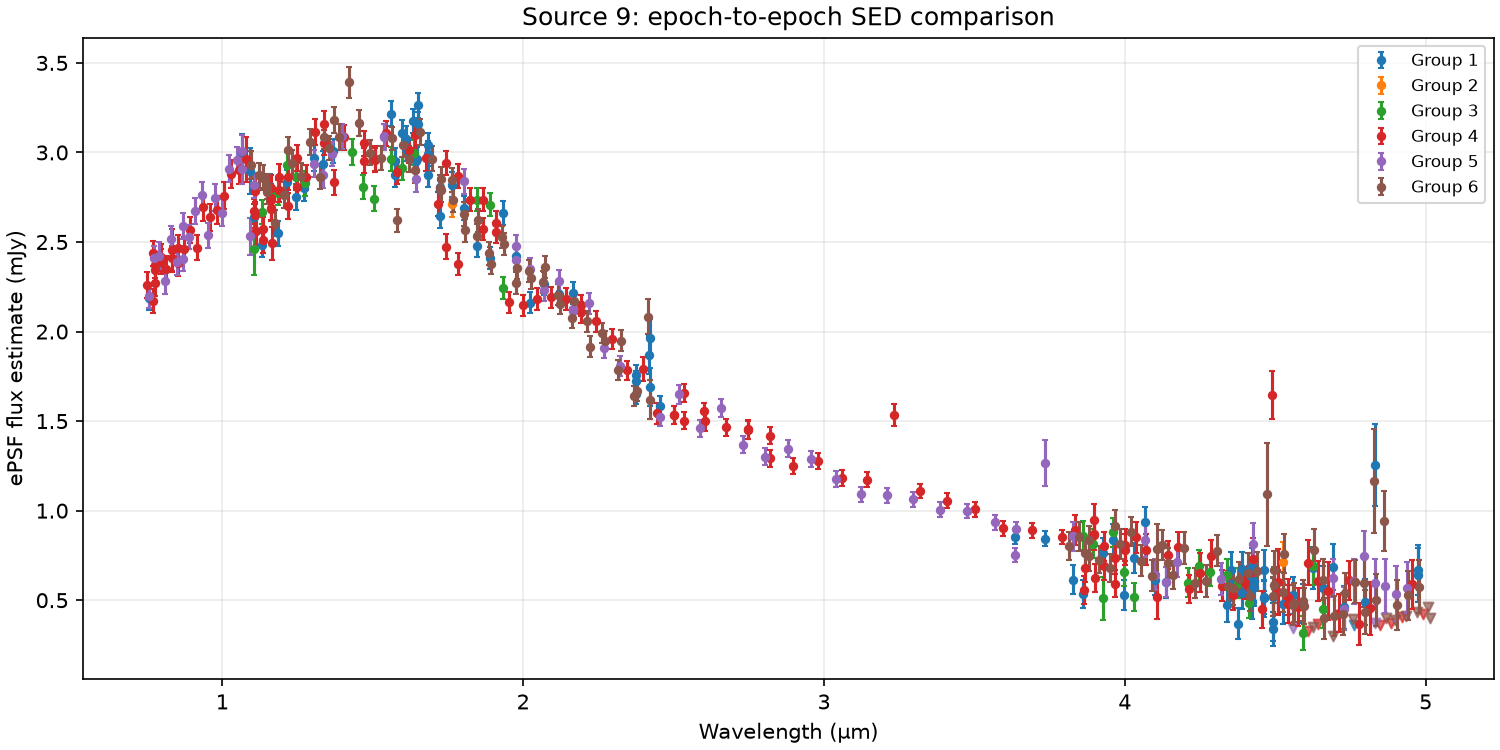 Source 9: epoch-to-epoch SED comparison
ePSF flux estimate (mJy)
3.5
3.0
2.5
2.0
1.5
1.0
0.5
Group 1
Group 2
Group 3
Group 4
Group 5
Group 6
1
2
3
4
5
Wavelength (μm)